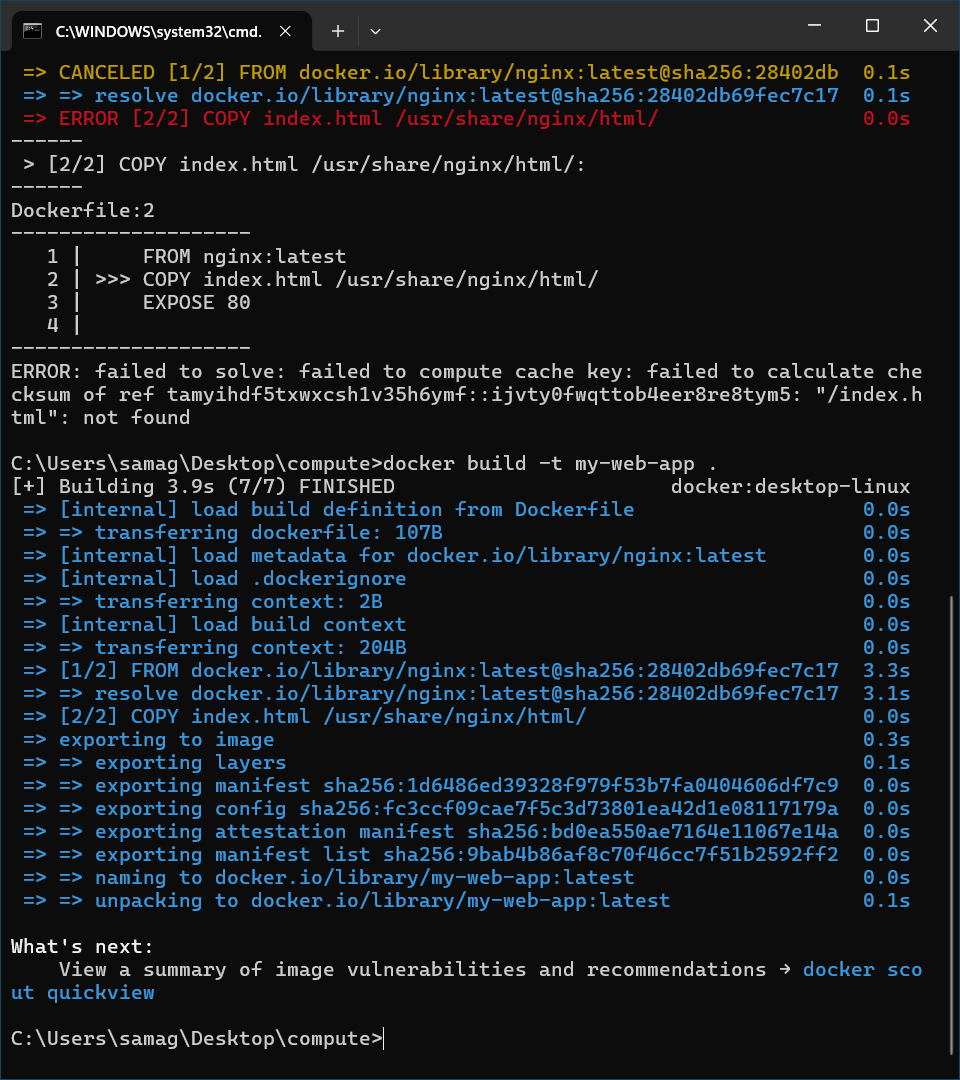 C:\WINDOWS\system32\cmd.
=> CANCELED [1/2] FROM docker.io/library/nginx:latest@sha256:28402db 0.1s
=> => resolve docker.io/library/nginx:latest@sha256:28402db69fec7c17 0.1s
=> ERROR [2/2] COPY index.html /usr/share/nginx/html/ 0.0s
------
> [2/2] COPY index.html /usr/share/nginx/html/:
------
Dockerfile:2
--------------------
1 | FROM nginx:latest
2 | >>> COPY index.html /usr/share/nginx/html/
3 | EXPOSE 80
4 |
--------------------
ERROR: failed to solve: failed to compute cache key: failed to calculate che
cksum of ref tamyihdf5txwxcsh1v35h6ymf::ijvty0fwqttob4eer8re8tym5: "/index.h
tml": not found
C:\Users\samag\Desktop\compute>docker build -t my-web-app .
[+] Building 3.9s (7/7) FINISHED docker:desktop-linux
=> [internal] load build definition from Dockerfile 0.0s
=> => transferring dockerfile: 107B 0.0s
=> [internal] load metadata for docker.io/library/nginx:latest 0.0s
=> [internal] load .dockerignore 0.0s
=> => transferring context: 2B 0.0s
=> [internal] load build context 0.0s
=> => transferring context: 204B 0.0s
=> [1/2] FROM docker.io/library/nginx:latest@sha256:28402db69fec7c17 3.3s
=> => resolve docker.io/library/nginx:latest@sha256:28402db69fec7c17 3.1s
=> [2/2] COPY index.html /usr/share/nginx/html/ 0.0s
=> exporting to image 0.3s
=> => exporting layers 0.1s
=> => exporting manifest sha256:1d6486ed39328f979f53b7fa0404606df7c9 0.0s
=> => exporting config sha256:fc3ccf09cae7f5c3d73801ea42d1e08117179a 0.0s
=> => exporting attestation manifest sha256:bd0ea550ae7164e11067e14a 0.0s
=> => exporting manifest list sha256:9bab4b86af8c70f46cc7f51b2592ff2 0.0s
=> => naming to docker.io/library/my-web-app:latest 0.0s
=> => unpacking to docker.io/library/my-web-app:latest 0.1s
What's next:
View a summary of image vulnerabilities and recommendations → docker sco
ut quickview
C:\Users\samag\Desktop\compute>